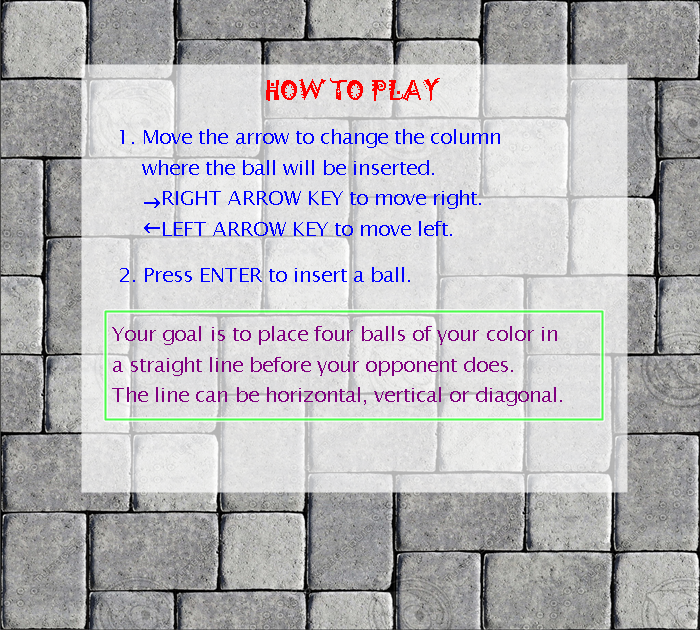 HOW TO PLAY
1. Move the arrow to change the column
where the ball will be inserted.
→RIGHT ARROW KEY to move right.
←LEFT ARROW KEY to move left.
2. Press ENTER to insert a ball.
Your goal is to place four balls of your color in
a straight line before your opponent does.
The line can be horizontal, vertical or diagonal.